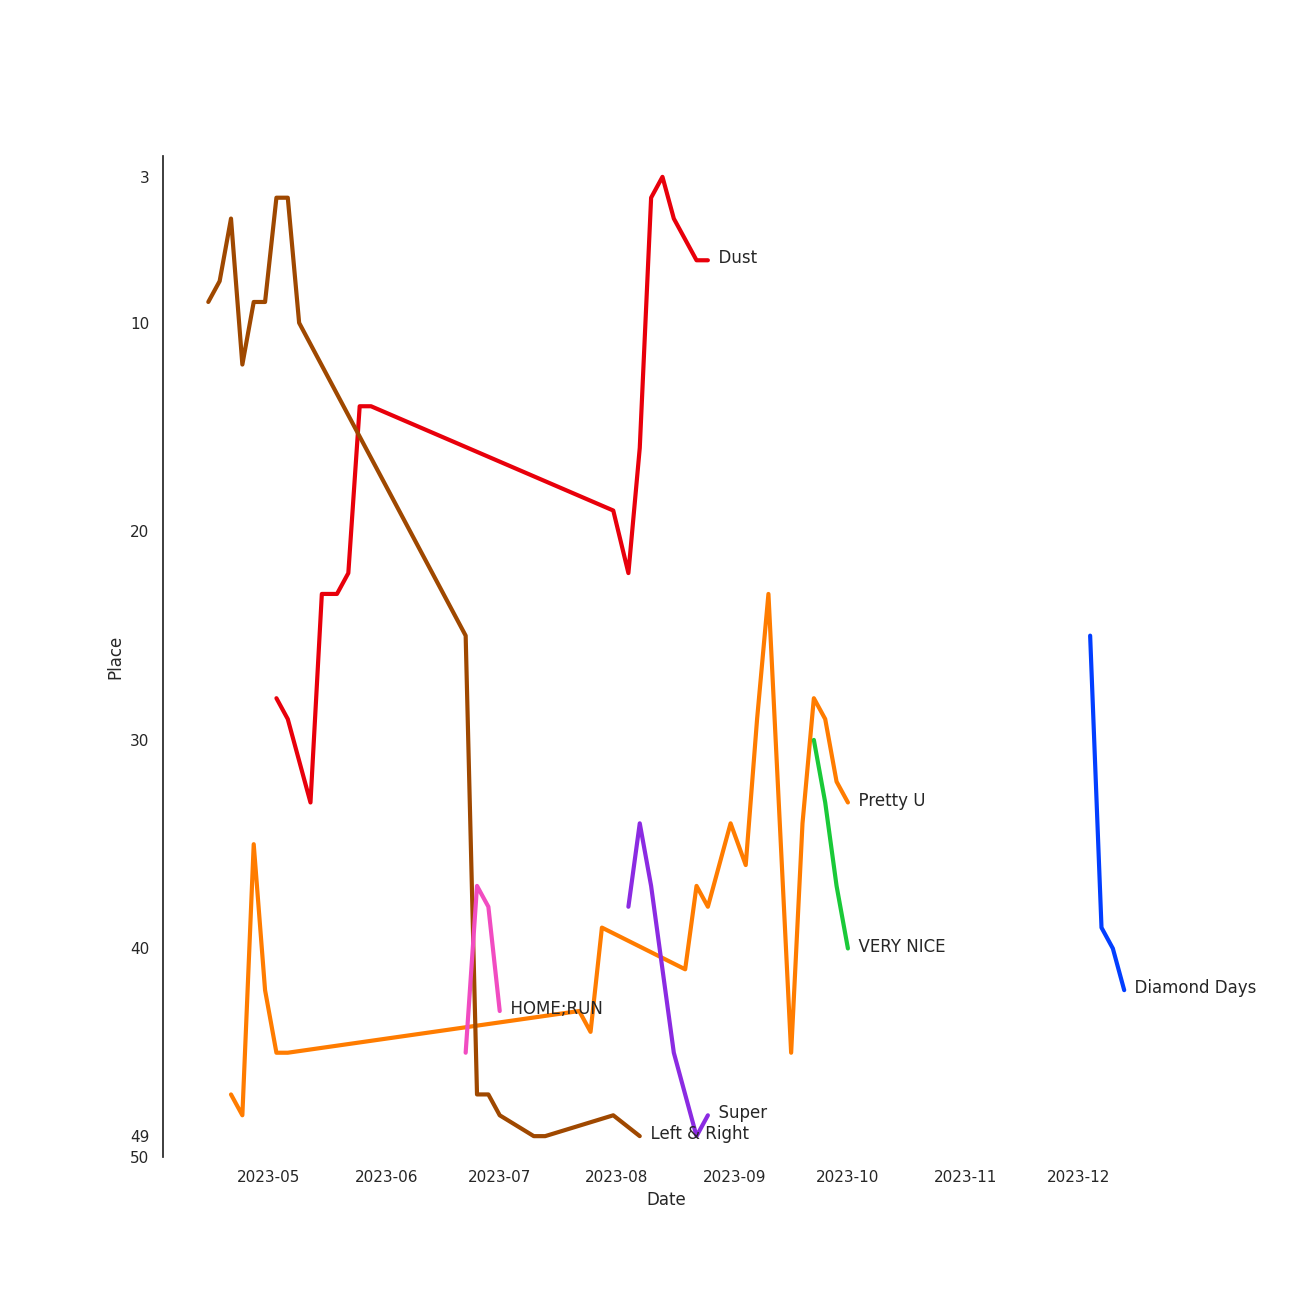 3
10
20
30
40
49
50
Place
Dust
Pretty U
VERY NICE
Diamond Days
HOME;RUN
Super
Left & Right
2023-05
2023-06
2023-07
2023-08
2023-09
2023-10
2023-11
2023-12
Date